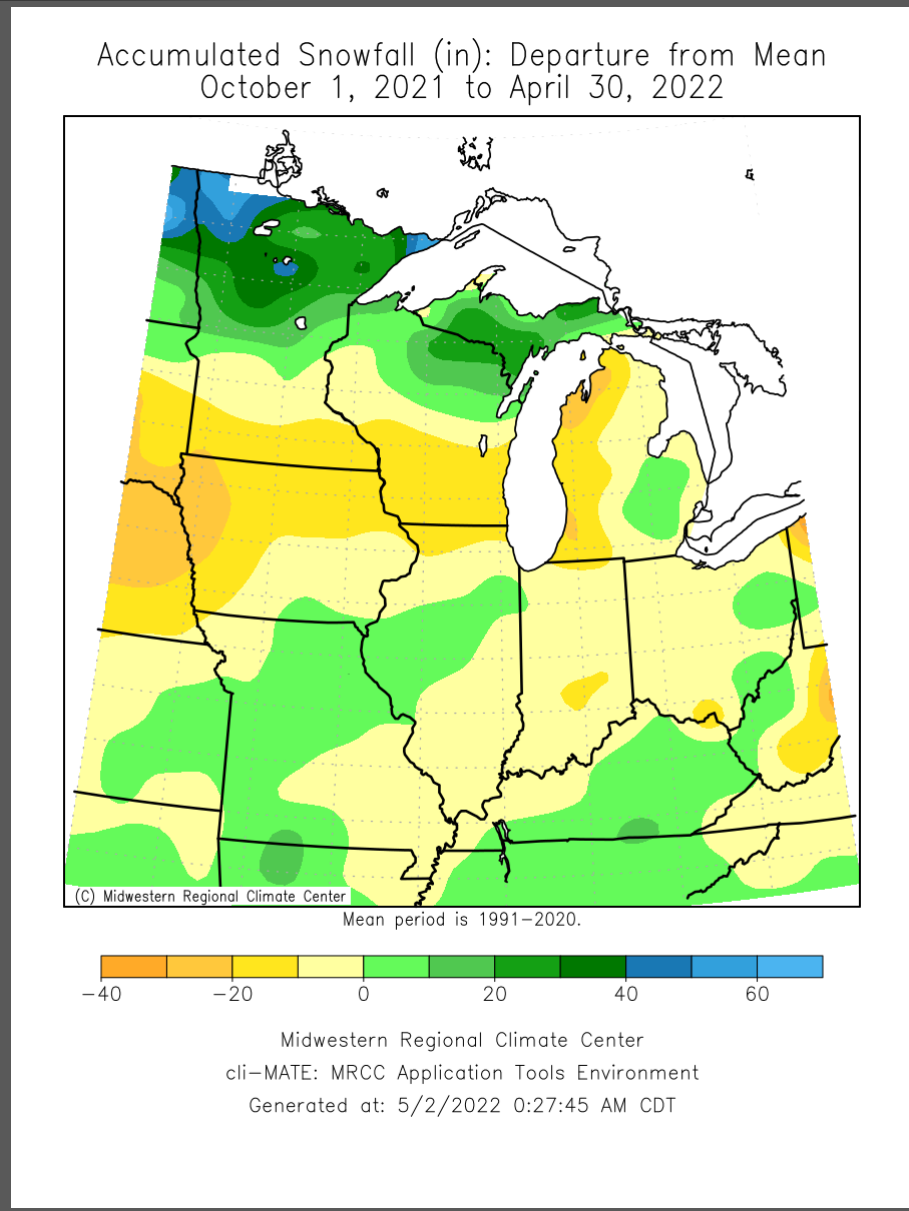 Accumulated Snowfall (in): Departure from Mean
October 1, 2021 to April 30, 2022
(C) Midwestern Regional Climate Center
Mean period is 1991-2020.
-40 -20 0 20 40 60
Midwestern Regional Climate Center
cli-MATE: MRCC Application Tools Environment
Generated at: 5/2/2022 0:27:45 AM CDT